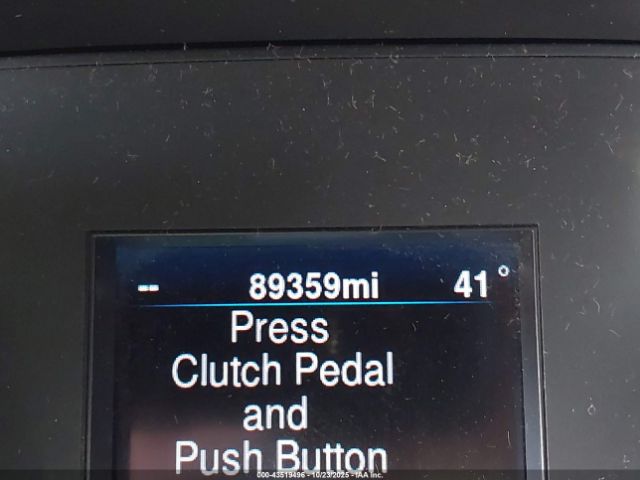 -- 89359mi 41°
Press
Clutch Pedal
and
Push Button
000-43519496 - 10/23/2025 - IAA Inc.